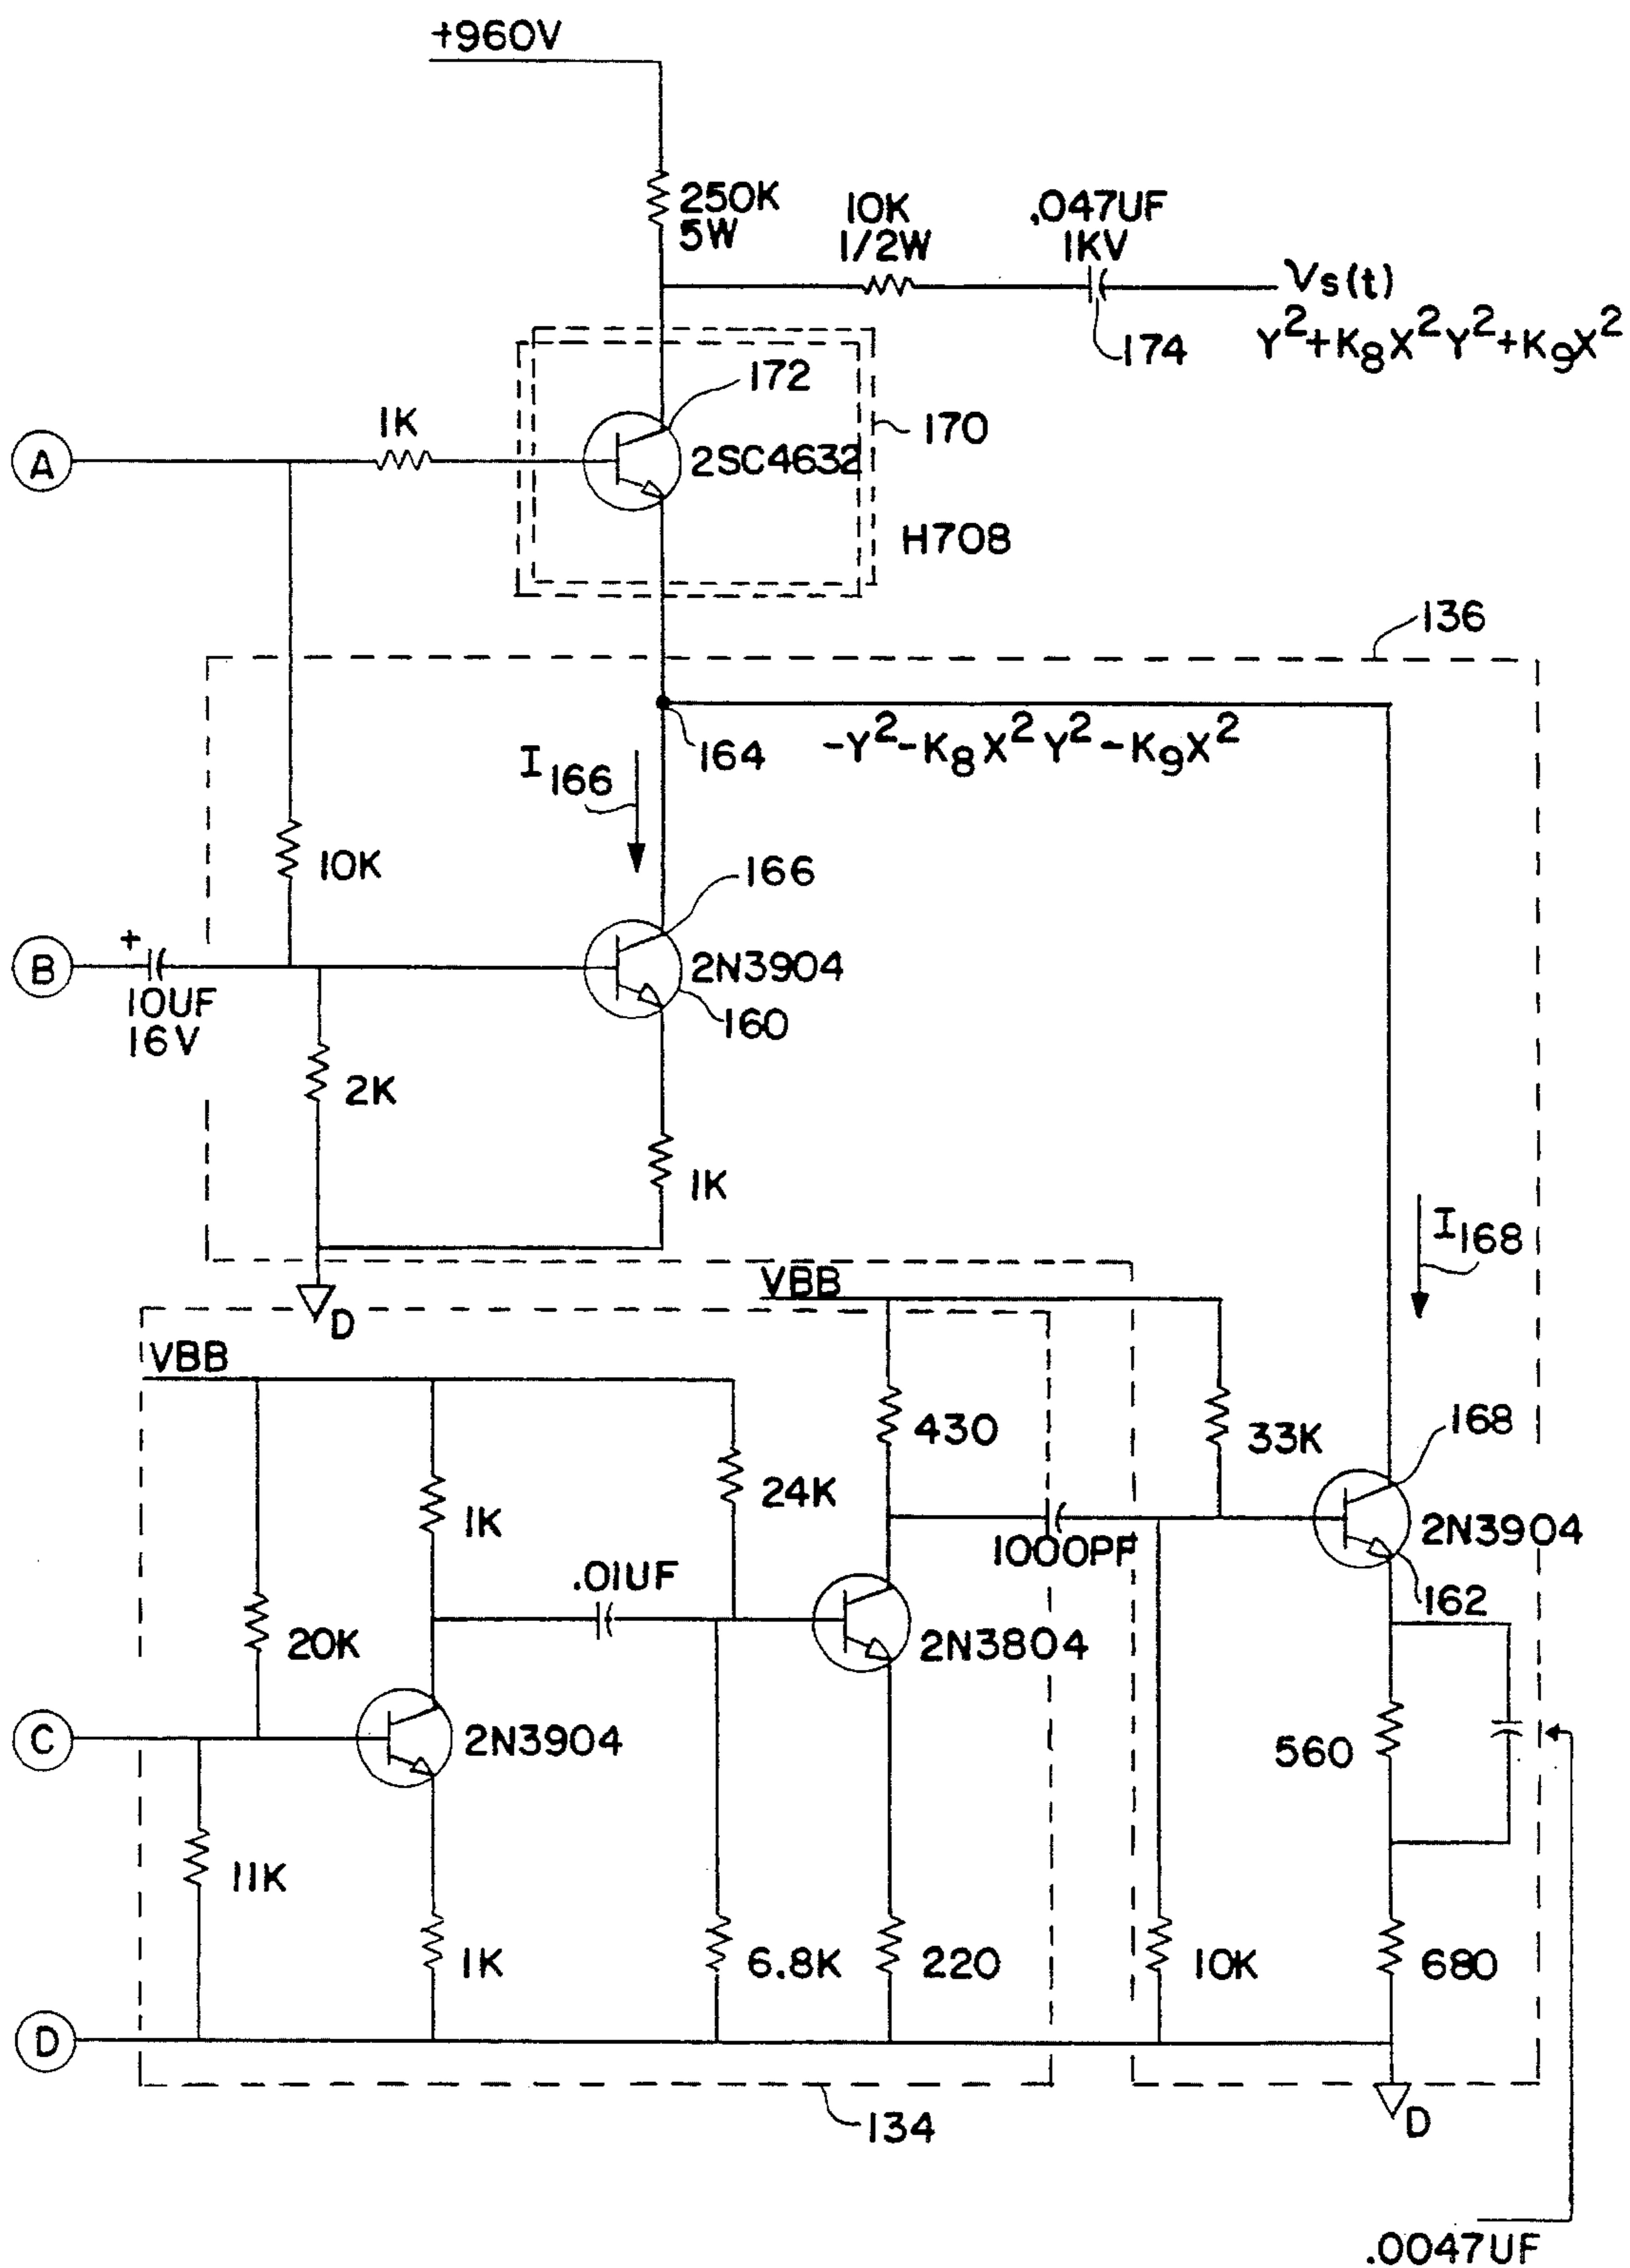 +960V
250K
5W
10K
1/2W
.047UF
1KV
Vs(t)
174
Y²+K₈X²Y²+K₉X²
172
170
1K
A
2SC4632
H708
136
164
-Y²-K₈X²Y²-K₉X²
I₁₆₆
10K
166
+
B
2N3904
10UF
16V
160
2K
1K
I₁₆₈
VBB
D
VBB
430
33K
168
24K
1K
2N3904
1000PF
.01UF
162
20K
2N3804
C
2N3904
560
11K
1K
6.8K
220
10K
680
D
134
D
.0047UF